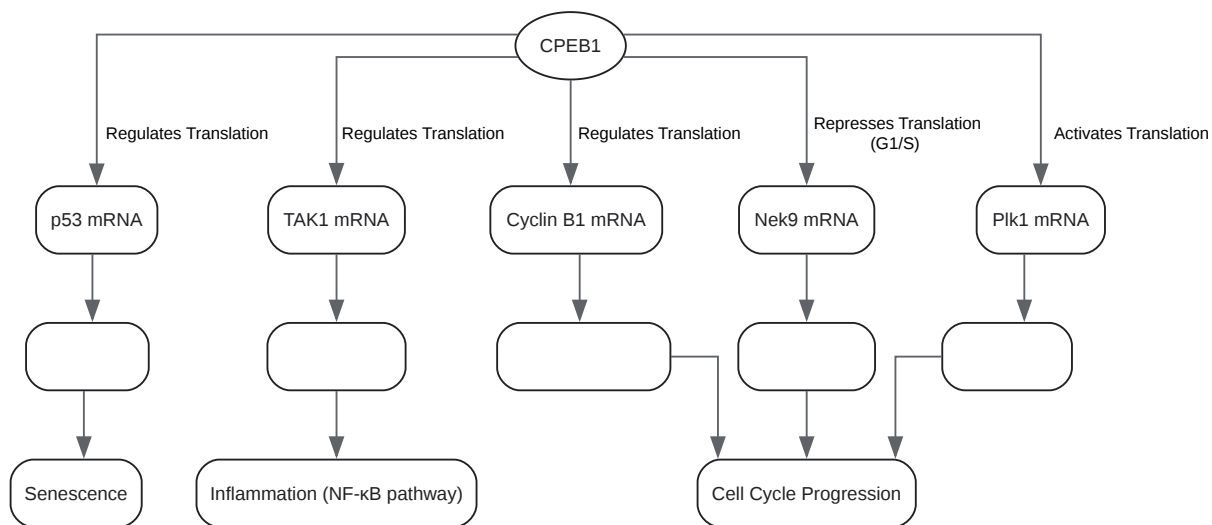 CPEB1
Regulates Translation
Regulates Translation
Regulates Translation
Represses Translation
(G1/S)
Activates Translation
p53 mRNA
TAK1 mRNA
Cyclin B1 mRNA
Nek9 mRNA
Plk1 mRNA
Senescence
Inflammation (NF-κB pathway)
Cell Cycle Progression